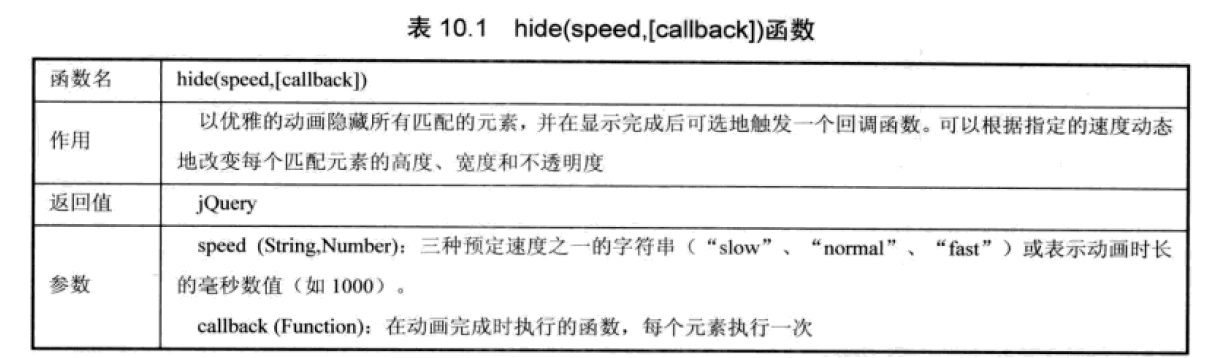 表 10.1 hide(speed,[callback])函数
函数名
hide(speed,[callback])
作用
以优雅的动画隐藏所有匹配的元素，并在显示完成后可选地触发一个回调函数。可以根据指定的速度动态
地改变每个匹配元素的高度、宽度和不透明度
返回值
jQuery
参数
speed (String,Number)：三种预定速度之一的字符串（“slow”、“normal”、“fast”）或表示动画时长
的毫秒数值（如 1000）。
callback (Function)：在动画完成时执行的函数，每个元素执行一次